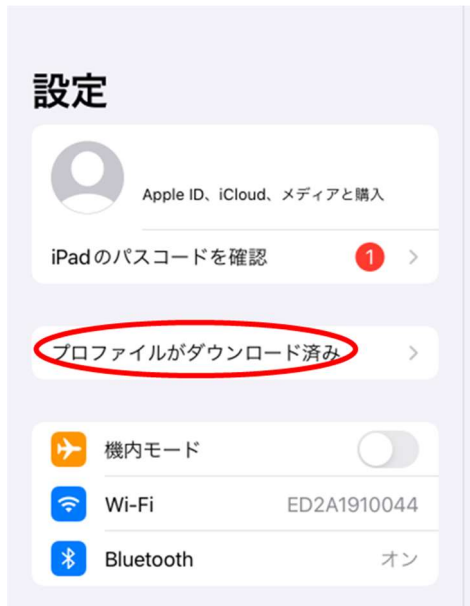 設定
Apple ID、iCloud、メディアと購入
iPadのパスコードを確認 1
プロファイルがダウンロード済み
機内モード
Wi-Fi ED2A1910044
Bluetooth オン